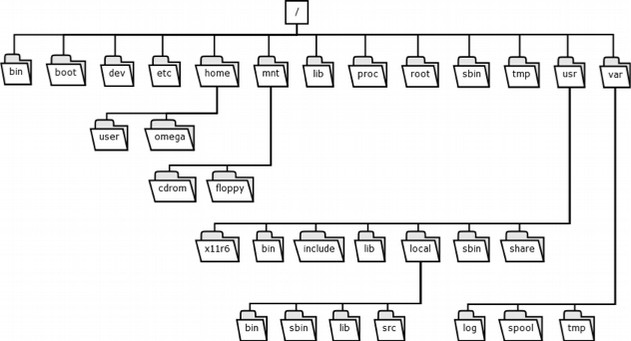 /
bin boot dev etc home mnt lib proc root sbin tmp usr var
user omega
cdrom floppy
x11r6 bin include lib local sbin share
bin sbin lib src log spool tmp